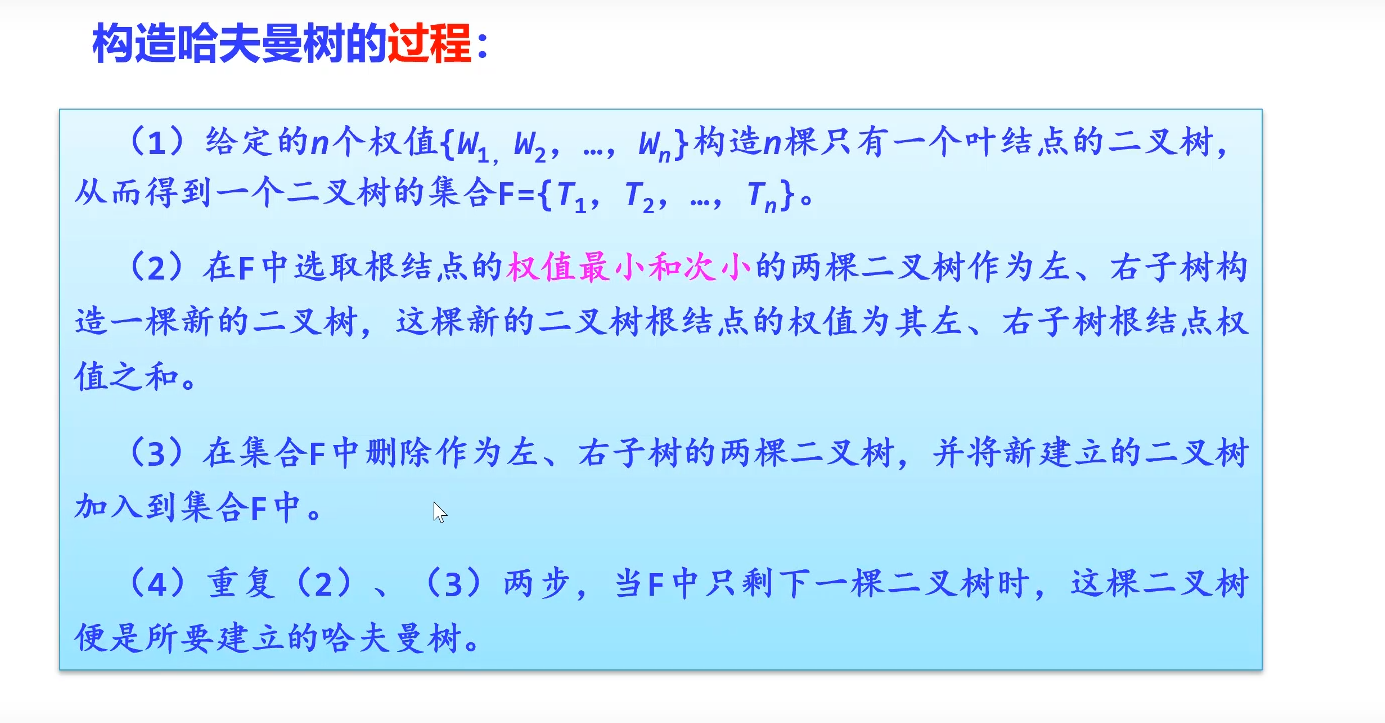 构造哈夫曼树的过程：
（1）给定的n个权值{W1，W2，…，Wn}构造n棵只有一个叶结点的二叉树，
从而得到一个二叉树的集合F={T1，T2，…，Tn}。
（2）在F中选取根结点的权值最小和次小的两棵二叉树作为左、右子树构
造一棵新的二叉树，这棵新的二叉树根结点的权值为其左、右子树根结点权
值之和。
（3）在集合F中删除作为左、右子树的两棵二叉树，并将新建立的二叉树
加入到集合F中。
（4）重复（2）、（3）两步，当F中只剩下一棵二叉树时，这棵二叉树
便是所要建立的哈夫曼树。